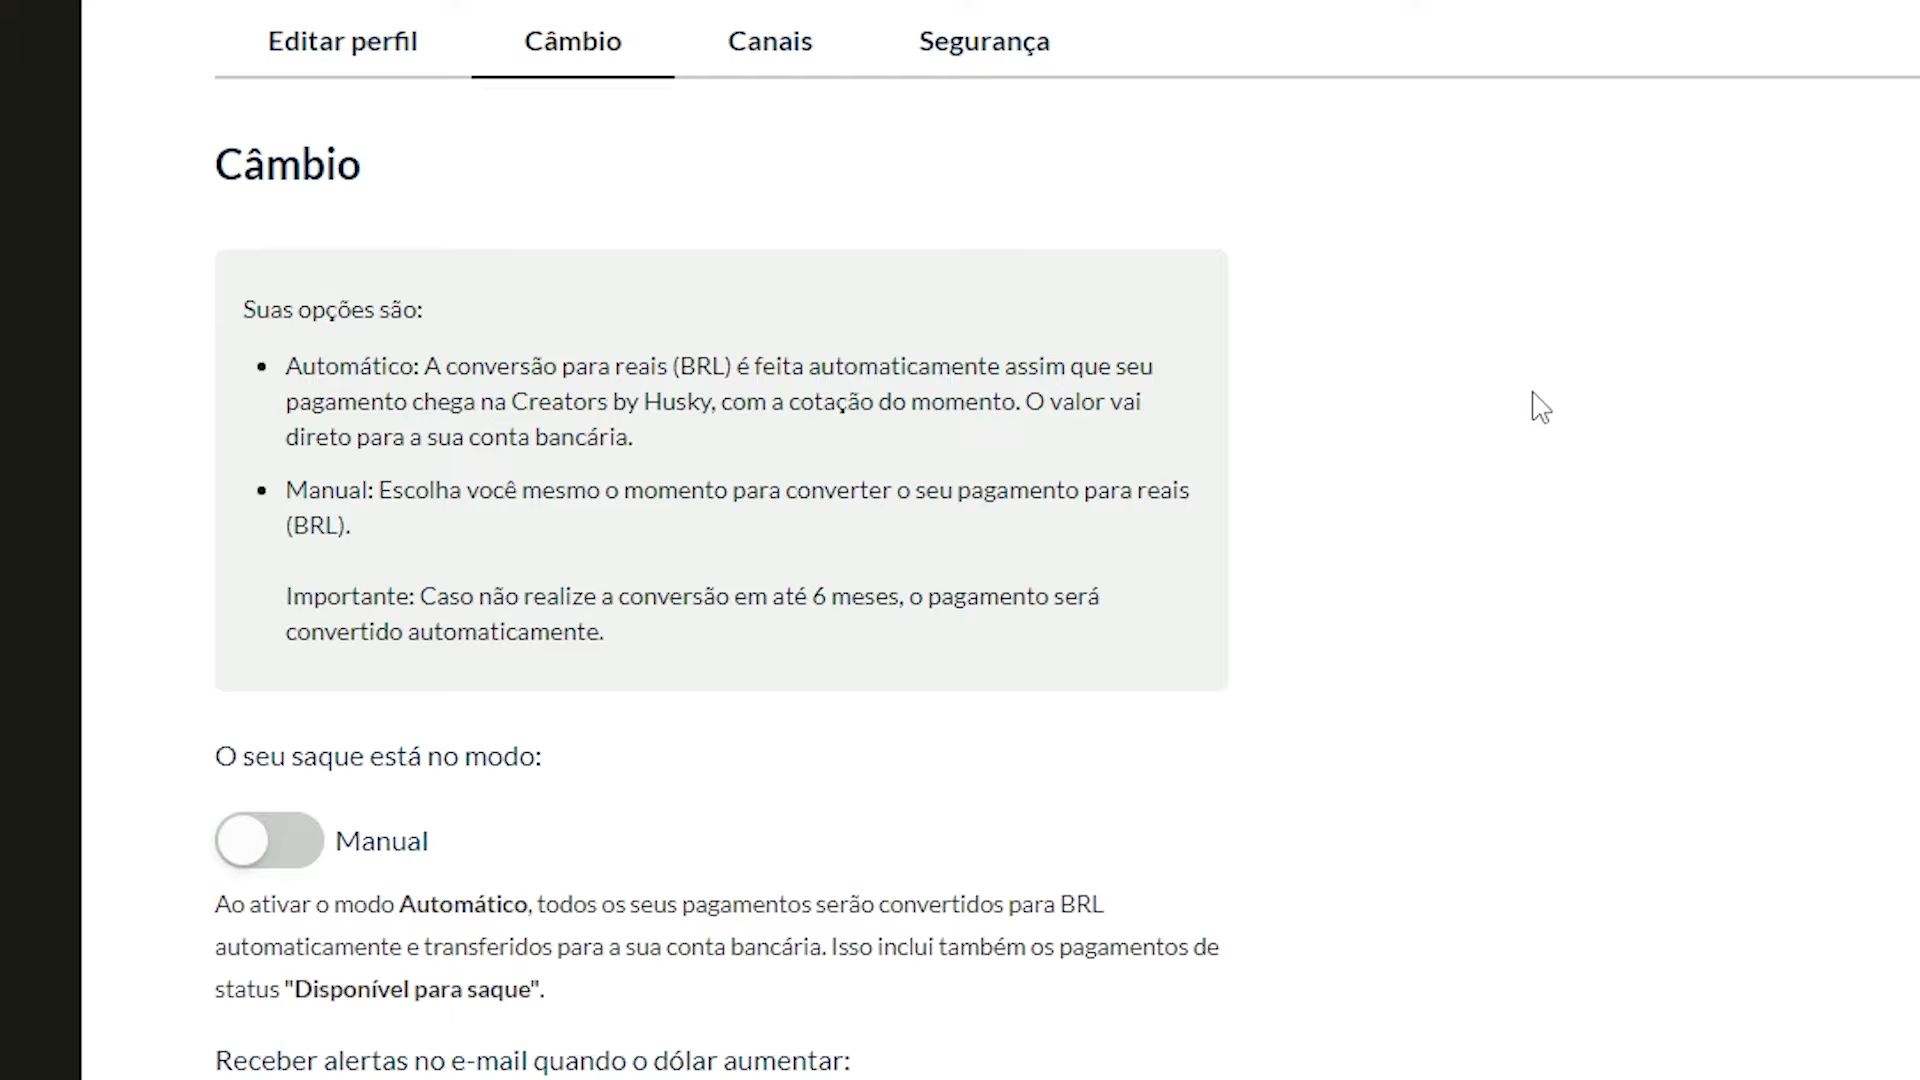 Editar perfil Câmbio Canais Segurança
Câmbio
Suas opções são:
Automático: A conversão para reais (BRL) é feita automaticamente assim que seu
pagamento chega na Creators by Husky, com a cotação do momento. O valor vai
direto para a sua conta bancária.
Manual: Escolha você mesmo o momento para converter o seu pagamento para reais
(BRL).
Importante: Caso não realize a conversão em até 6 meses, o pagamento será
convertido automaticamente.
O seu saque está no modo:
Manual
Ao ativar o modo Automático, todos os seus pagamentos serão convertidos para BRL
automaticamente e transferidos para a sua conta bancária. Isso inclui também os pagamentos de
status "Disponível para saque".
Receber alertas no e-mail quando o dólar aumentar: